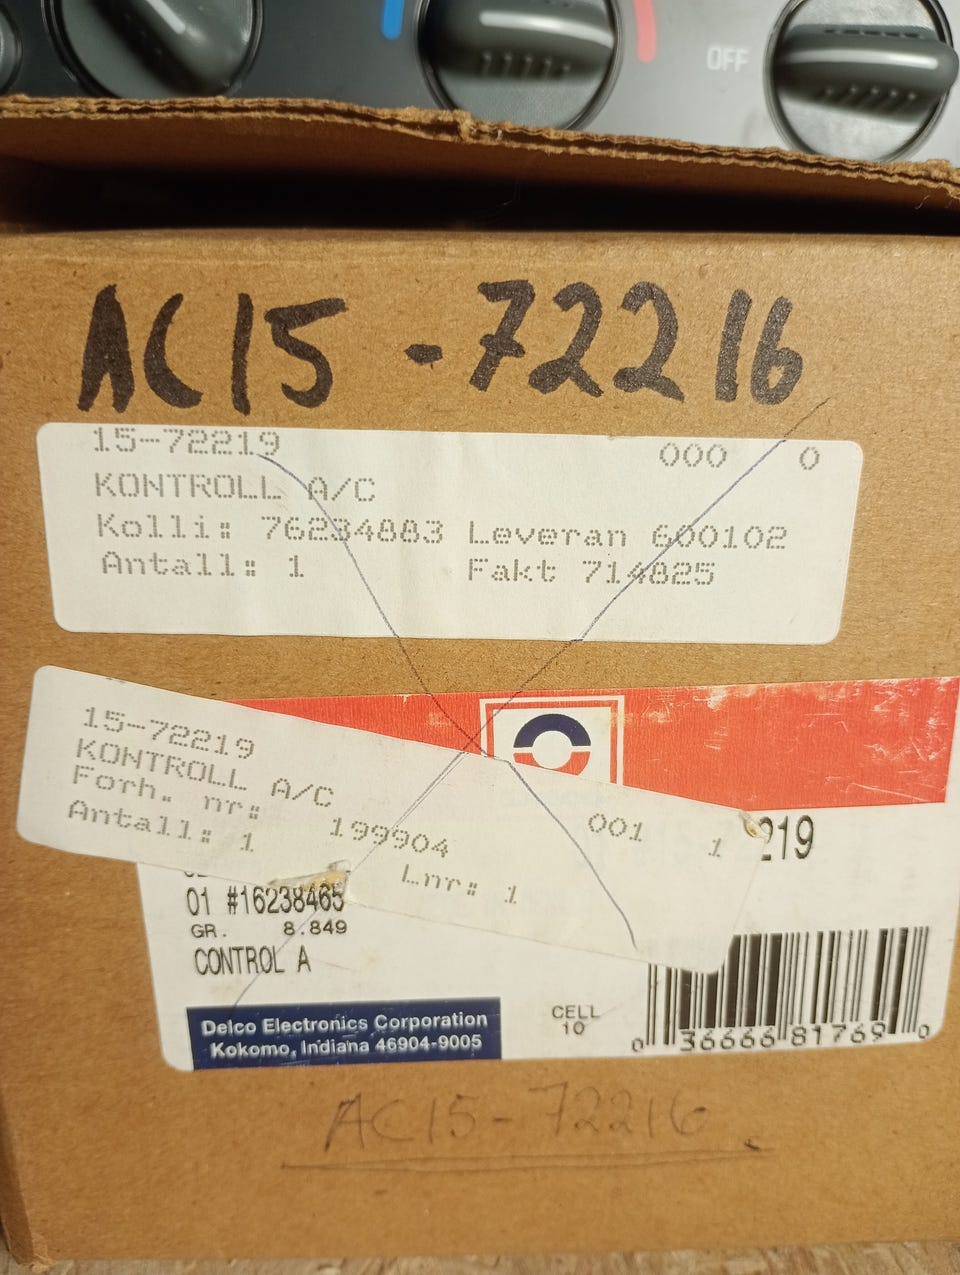 OFF
AC15-72216
15-72219 000 0
KONTROLL A/C
Kolli: 76234883 Leveran 600102
Antall: 1 Fakt 714825
15-72219
KONTROLL A/C
Forh. nr: 199904 001 1
Antall: 1 Lnr: 1
219
01 #16238465
GR. 8.849
CONTROL A
Delco Electronics Corporation
Kokomo, Indiana 46904-9005
CELL
10
0 36666 81769 0
AC15-72216.